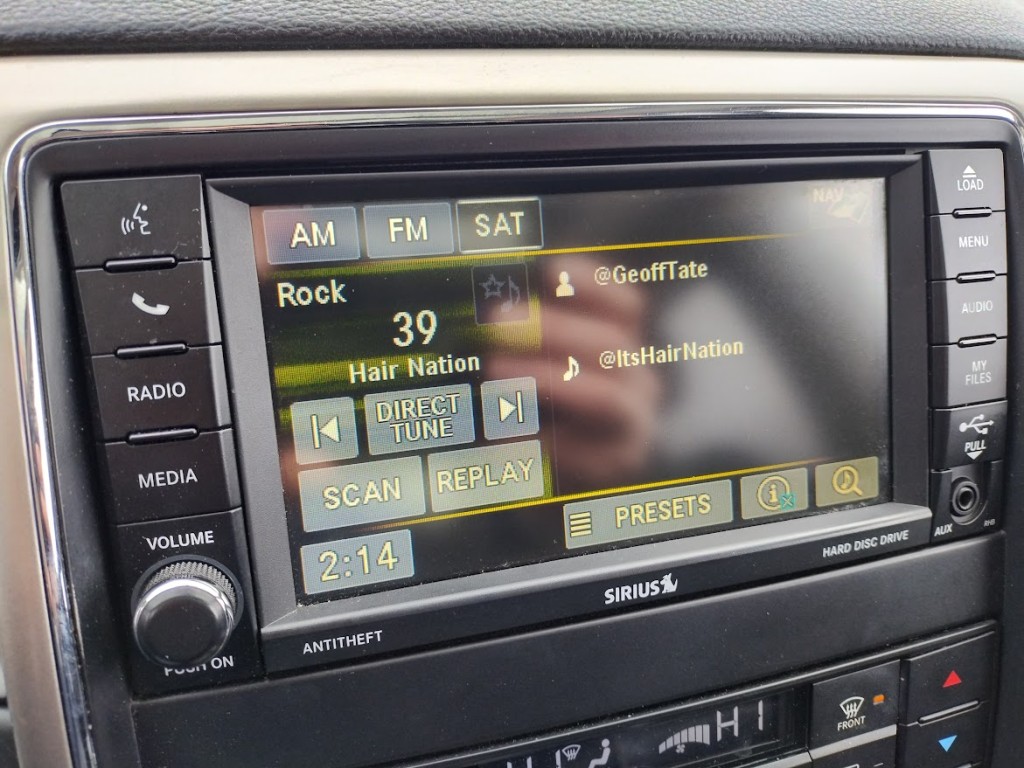 AM FM SAT
NAV
Rock
39
Hair Nation
@GeoffTate
@ItsHairNation
DIRECT
TUNE
SCAN
REPLAY
PRESETS
2:14
RADIO
MEDIA
VOLUME
PUSH ON
ANTITHEFT
SIRIUS
HARD DISC DRIVE
LOAD
MENU
AUDIO
MY
FILES
PULL
AUX
RHB
FRONT
HI